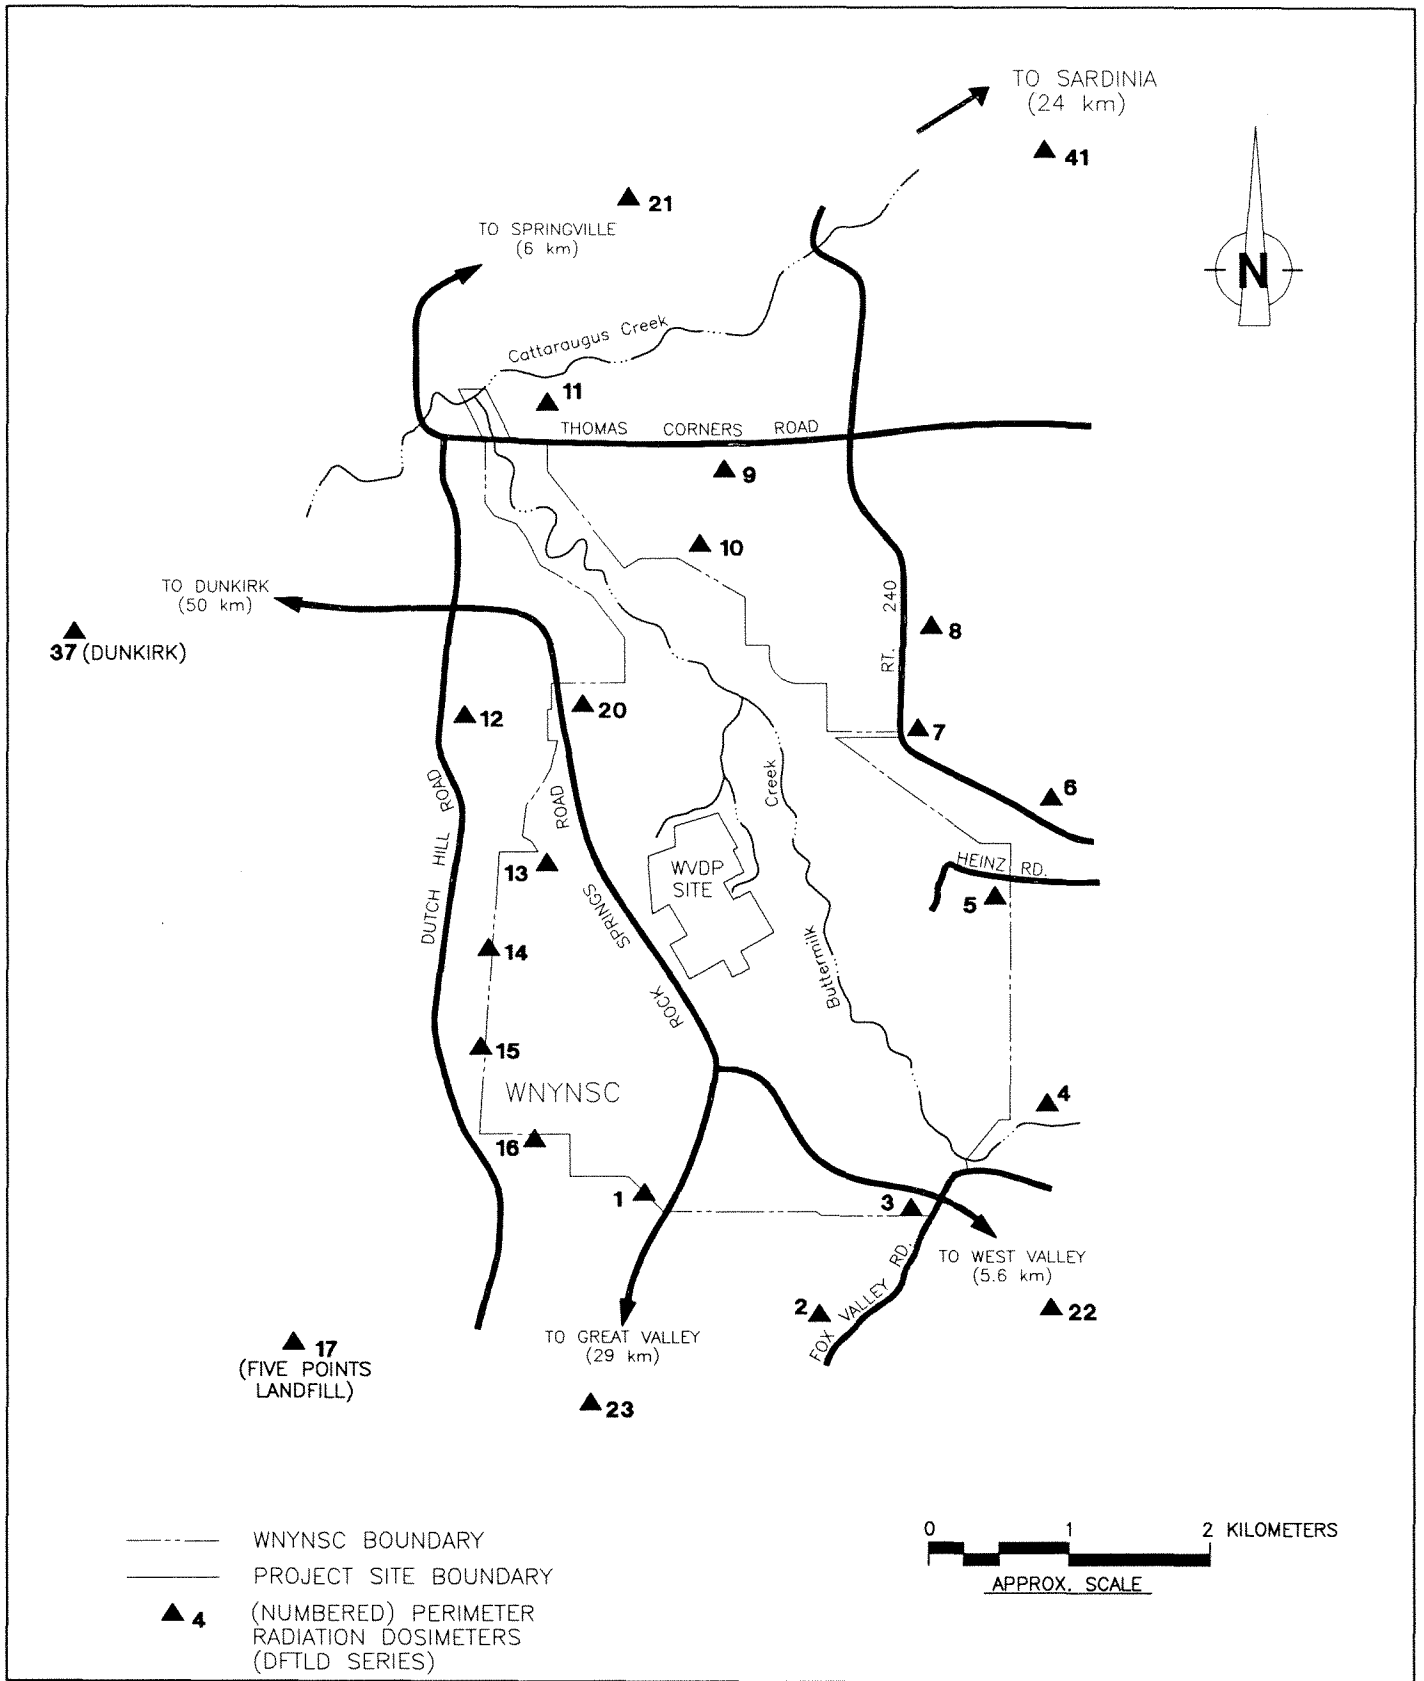 TO SARDINIA
(24 km)
41
21
TO SPRINGVILLE
(6 km)
N
Cattaraugus Creek
11
THOMAS CORNERS ROAD
9
10
TO DUNKIRK
(50 km)
RT. 240
8
37 (DUNKIRK)
12
20
7
6
DUTCH HILL ROAD
ROCK SPRINGS ROAD
Buttermilk Creek
HEINZ RD.
13
WVDP
SITE
5
14
15
WNYNSC
4
16
1
3
TO WEST VALLEY
(5.6 km)
FOX VALLEY RD.
2
22
TO GREAT VALLEY
(29 km)
17
(FIVE POINTS
LANDFILL)
23
WNYNSC BOUNDARY
PROJECT SITE BOUNDARY
4
(NUMBERED) PERIMETER
RADIATION DOSIMETERS
(DFTLD SERIES)
0 1 2 KILOMETERS
APPROX. SCALE